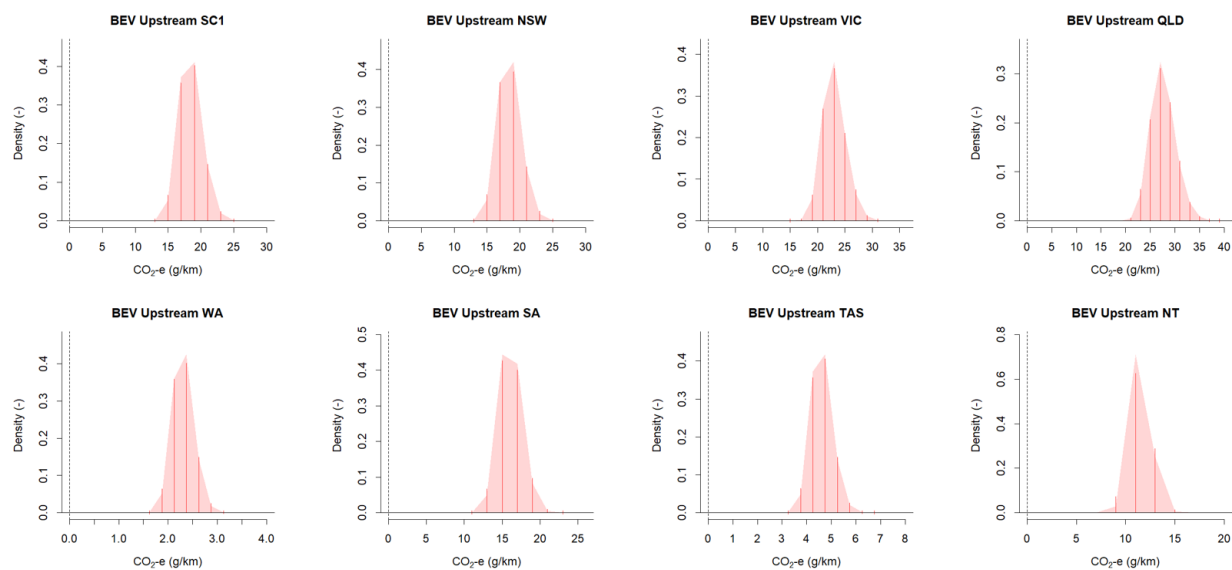 BEV Upstream SC1
Density (-)
0.0 0.1 0.2 0.3 0.4
0 5 10 15 20 25 30
CO2-e (g/km)
BEV Upstream NSW
Density (-)
0.0 0.1 0.2 0.3 0.4
0 5 10 15 20 25 30
CO2-e (g/km)
BEV Upstream VIC
Density (-)
0.0 0.1 0.2 0.3 0.4
0 5 10 15 20 25 30 35
CO2-e (g/km)
BEV Upstream QLD
Density (-)
0.0 0.1 0.2 0.3
0 5 10 15 20 25 30 35 40
CO2-e (g/km)
BEV Upstream WA
Density (-)
0.0 0.1 0.2 0.3 0.4
0.0 1.0 2.0 3.0 4.0
CO2-e (g/km)
BEV Upstream SA
Density (-)
0.0 0.1 0.2 0.3 0.4 0.5
0 5 10 15 20 25
CO2-e (g/km)
BEV Upstream TAS
Density (-)
0.0 0.1 0.2 0.3 0.4
0 1 2 3 4 5 6 7 8
CO2-e (g/km)
BEV Upstream NT
Density (-)
0.0 0.2 0.4 0.6 0.8
0 5 10 15 20
CO2-e (g/km)